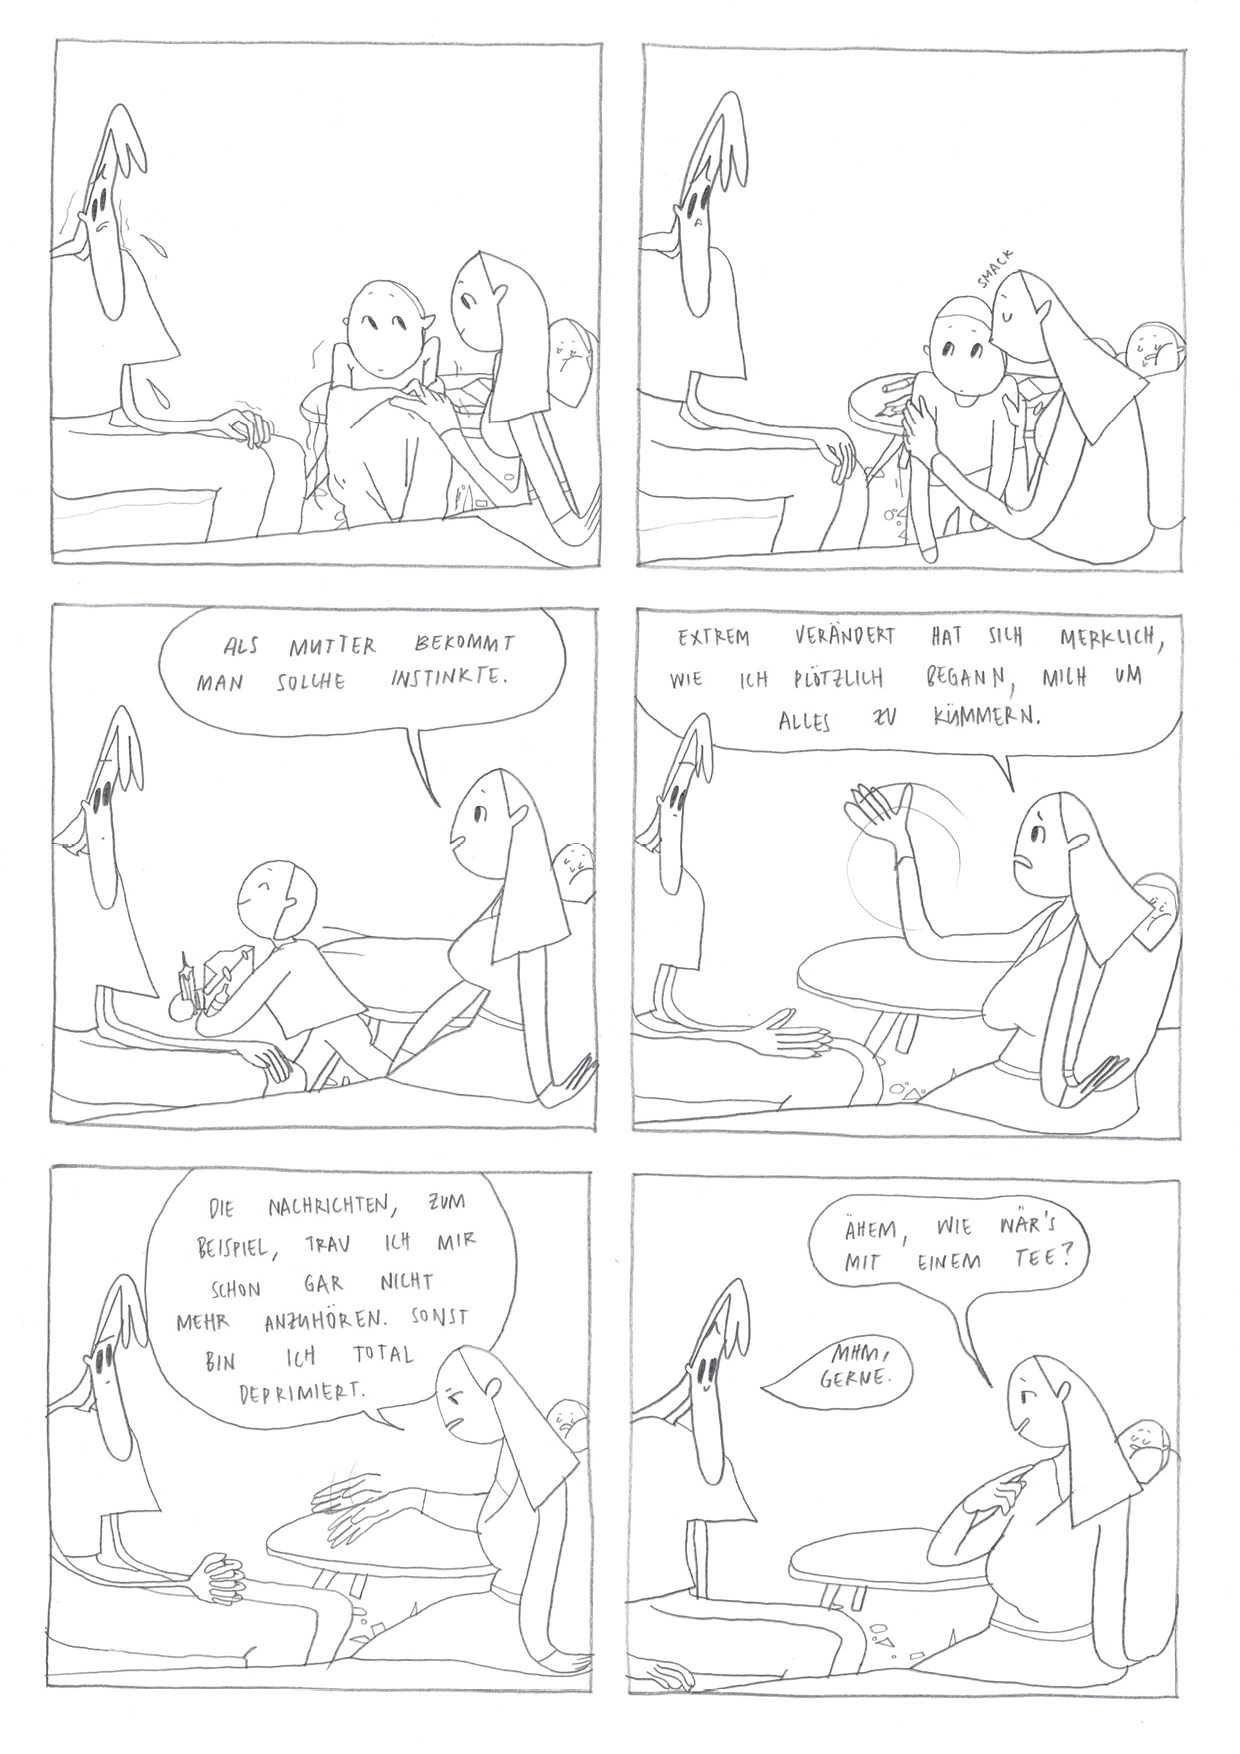 SMACK
ALS MUTTER BEKOMMT
MAN SOLCHE INSTINKTE.
EXTREM VERÄNDERT HAT SICH MERKLICH,
WIE ICH PLÖTZLICH BEGANN, MICH UM
ALLES ZU KÜMMERN.
DIE NACHRICHTEN, ZUM
BEISPIEL, TRAU ICH MIR
SCHON GAR NICHT
MEHR ANZUHÖREN. SONST
BIN ICH TOTAL
DEPRIMIERT.
ÄHEM, WIE WÄR'S
MIT EINEM TEE?
MHM,
GERNE.